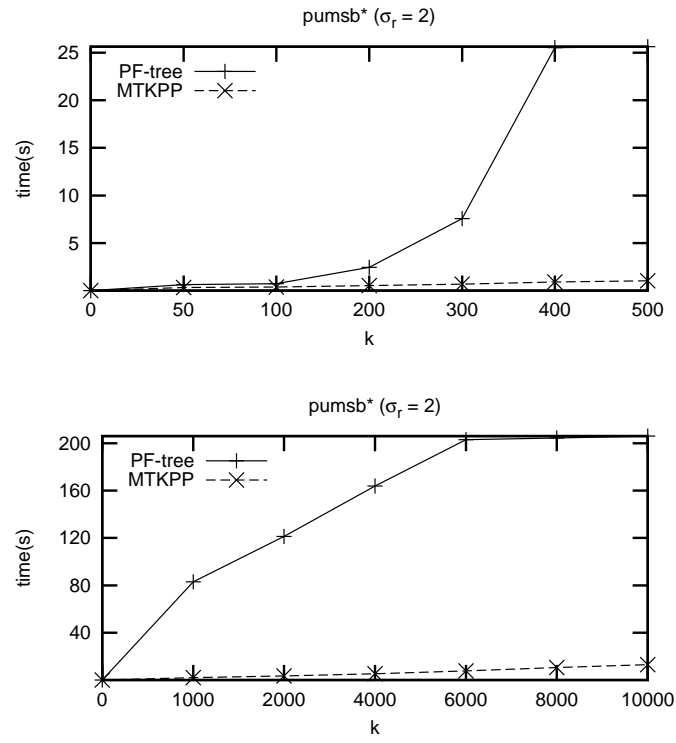 pumsb* (σr = 2)
PF-tree
MTKPP
time(s)
25
20
15
10
5
0 50 100 200 300 400 500
k
pumsb* (σr = 2)
PF-tree
MTKPP
time(s)
200
160
120
80
40
0 1000 2000 4000 6000 8000 10000
k